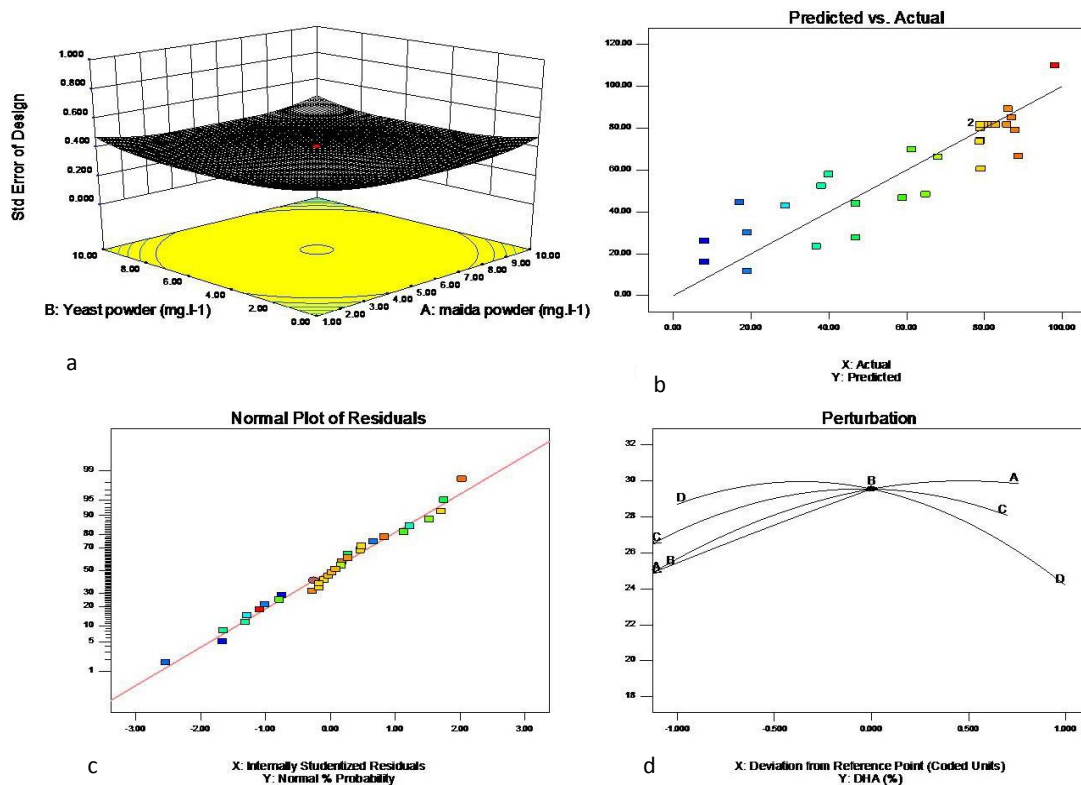 1.000
0.800
0.600
0.400
0.200
0.000
Std Error of Design
10.00
8.00
6.00
4.00
2.00
0.00
1.00
2.00
3.00
4.00
5.00
6.00
7.00
8.00
9.00
10.00
B: Yeast powder (mg.l-1)
A: maida powder (mg.l-1)
a
Predicted vs. Actual
120.00
100.00
80.00
60.00
40.00
20.00
0.00
2
0.00 20.00 40.00 60.00 80.00 100.00
X: Actual
Y: Predicted
b
Normal Plot of Residuals
99
95
90
80
70
50
30
20
10
5
1
-3.00 -2.00 -1.00 0.00 1.00 2.00 3.00
X: Internally Studentized Residuals
Y: Normal % Probability
c
Perturbation
32
30
28
26
24
22
20
18
D
C
B
A
B
A
C
D
-1.000 -0.500 0.000 0.500 1.000
X: Deviation from Reference Point (Coded Units)
Y: DHA (%)
d